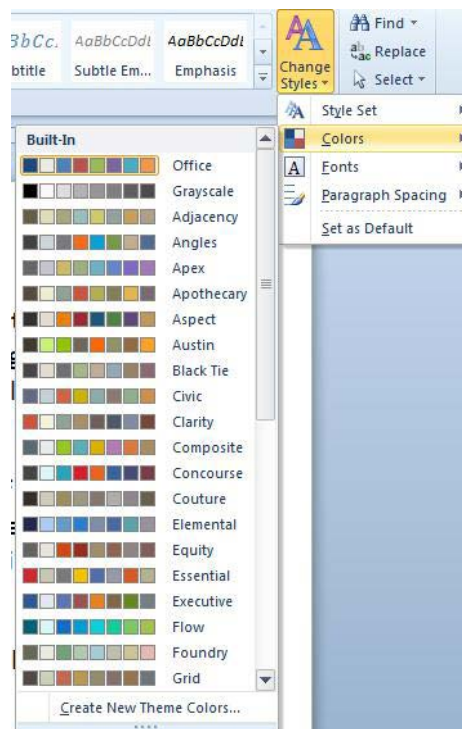 3bCc. AaBbCcDdI AaBbCcDdI
btitle Subtle Em... Emphasis
Change
Styles
Find
Replace
Select
Style Set
Colors
Fonts
Paragraph Spacing
Set as Default
Built-In
Office
Grayscale
Adjacency
Angles
Apex
Apothecary
Aspect
Austin
Black Tie
Civic
Clarity
Composite
Concourse
Couture
Elemental
Equity
Essential
Executive
Flow
Foundry
Grid
Create New Theme Colors...